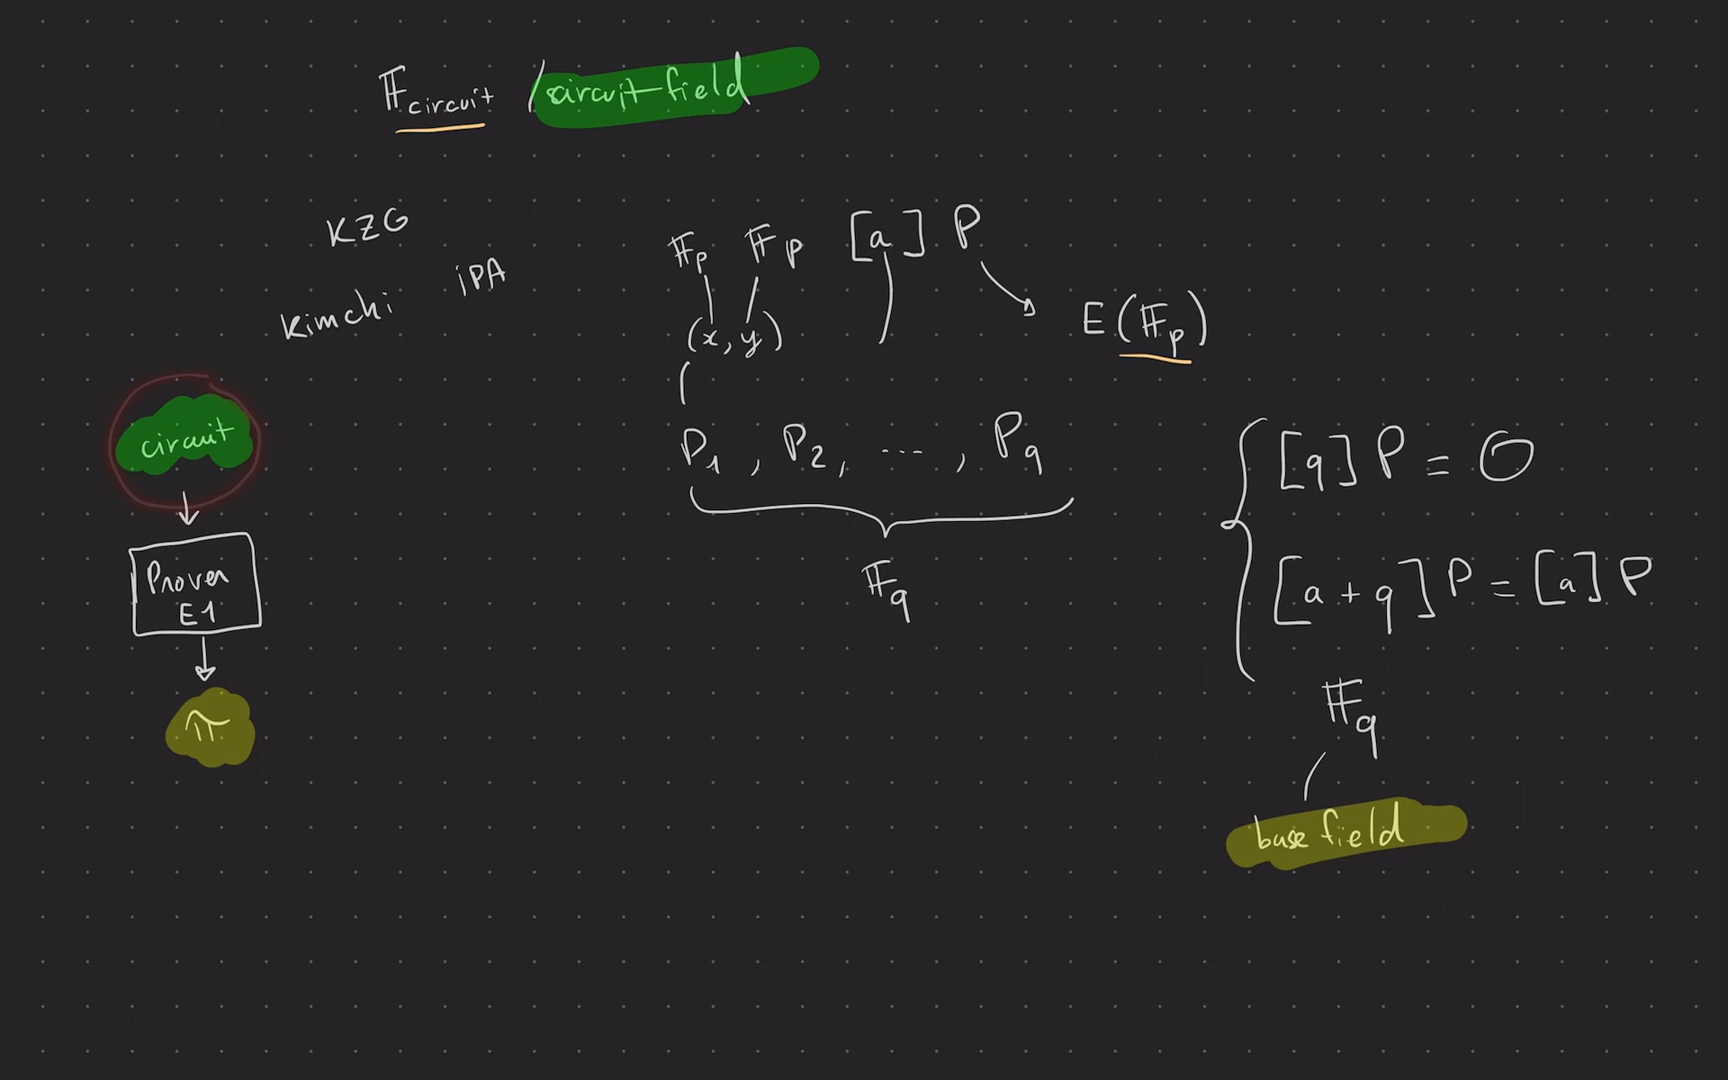 𝔽circuit / circuit-field
KZG
iPA
Kimchi
𝔽p 𝔽p [a] P
(x, y)
E(𝔽p)
circuit
P1, P2, ..., Pq
𝔽q
[q] P = O
[a + q] P = [a] P
𝔽q
base field
Prover
E1
π